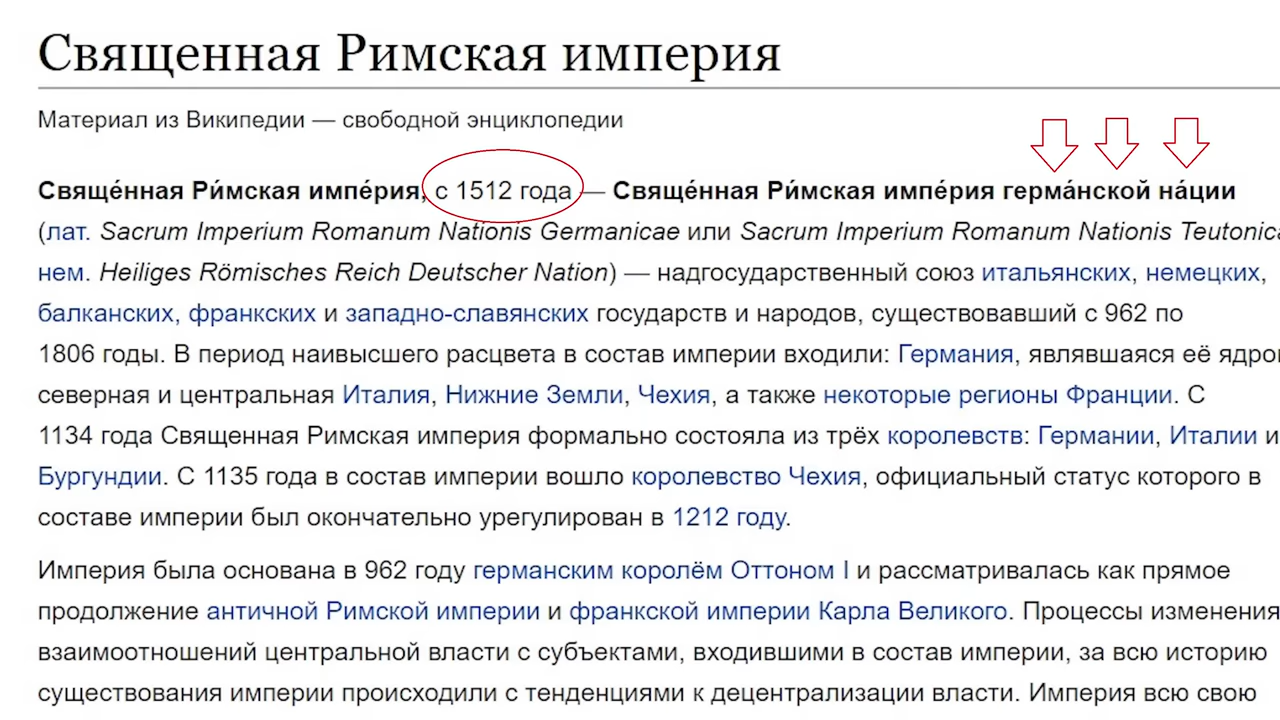 Священная Римская империя
Материал из Википедии — свободной энциклопедии
Свяще́нная Ри́мская импе́рия, с 1512 года — Свяще́нная Ри́мская импе́рия герма́нской на́ции
(лат. Sacrum Imperium Romanum Nationis Germanicae или Sacrum Imperium Romanum Nationis
нем. Heiliges Römisches Reich Deutscher Nation) — надгосударственный союз итальянских, немецких,
балканских, франкских и западно-славянских государств и народов, существовавший с 962 по
1806 годы. В период наивысшего расцвета в состав империи входили: Германия, являвшаяся её
северная и центральная Италия, Нижние Земли, Чехия, а также некоторые регионы Франции. С
1134 года Священная Римская империя формально состояла из трёх королевств: Германии, Италии и
Бургундии. С 1135 года в состав империи вошло королевство Чехия, официальный статус которого в
составе империи был окончательно урегулирован в 1212 году.
Империя была основана в 962 году германским королём Оттоном I и рассматривалась как прямое
продолжение античной Римской империи и франкской империи Карла Великого. Процессы изменения
взаимоотношений центральной власти с субъектами, входившими в состав империи, за всю историю
существования империи происходили с тенденциями к децентрализации власти. Империя всю свою